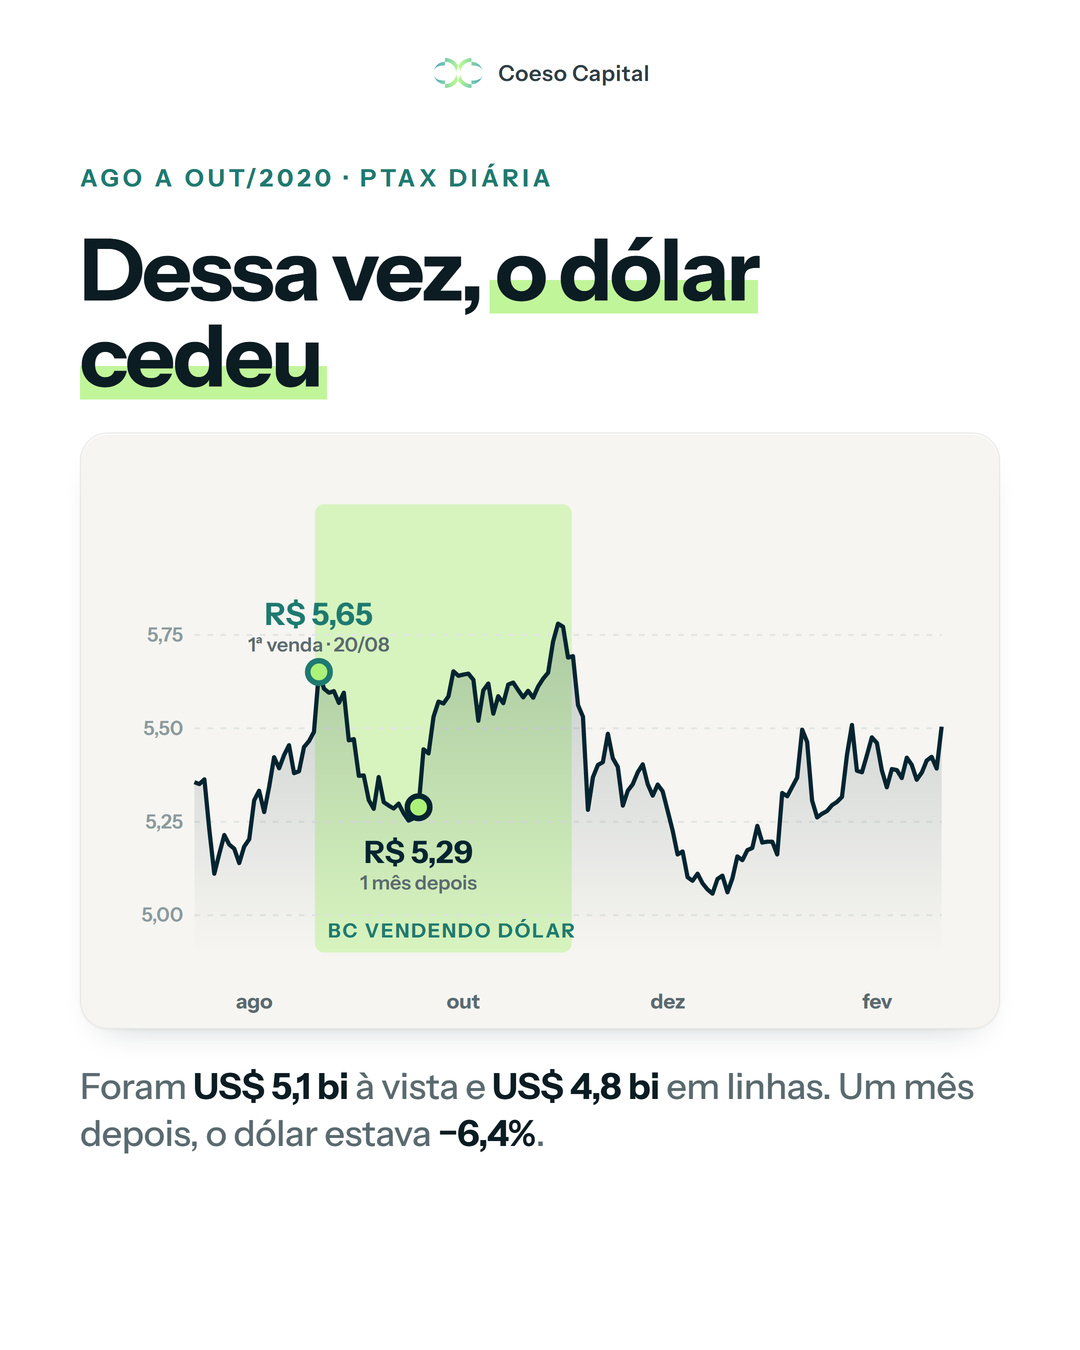 Coeso Capital
AGO A OUT/2020 · PTAX DIÁRIA
Dessa vez, o dólar
cedeu
R$ 5,65
1ª venda · 20/08
5,75
5,50
5,25
R$ 5,29
1 mês depois
5,00
BC VENDENDO DÓLAR
ago out dez fev
Foram US$ 5,1 bi à vista e US$ 4,8 bi em linhas. Um mês
depois, o dólar estava −6,4%.